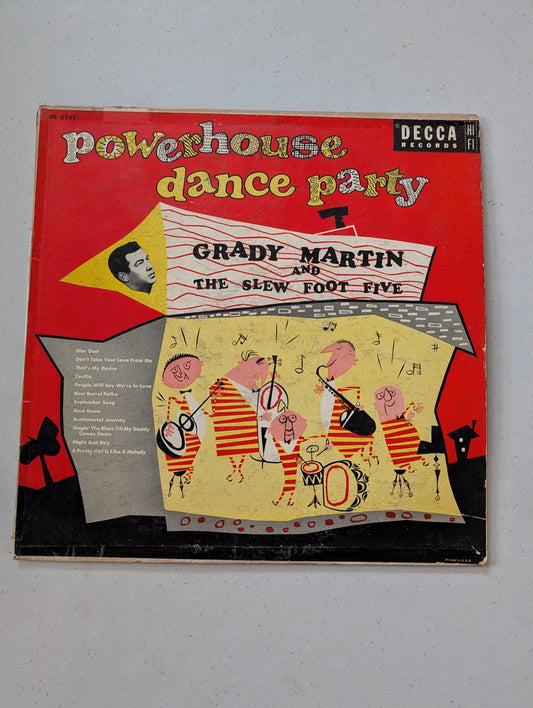 DL 8181
powerhouse
dance party
DECCA
RECORDS
HI
FI
GRADY MARTIN
AND
THE SLEW FOOT FIVE
Star Dust
Don't Take Your Love From Me
That's My Desire
Cecilia
People Will Say We're In Love
Beer Barrel Polka
September Song
Rose Room
Sentimental Journey
Singin' The Blues Till My Daddy
Comes Home
Night And Day
A Pretty Girl Is Like A Melody
Printed in U.S.A.